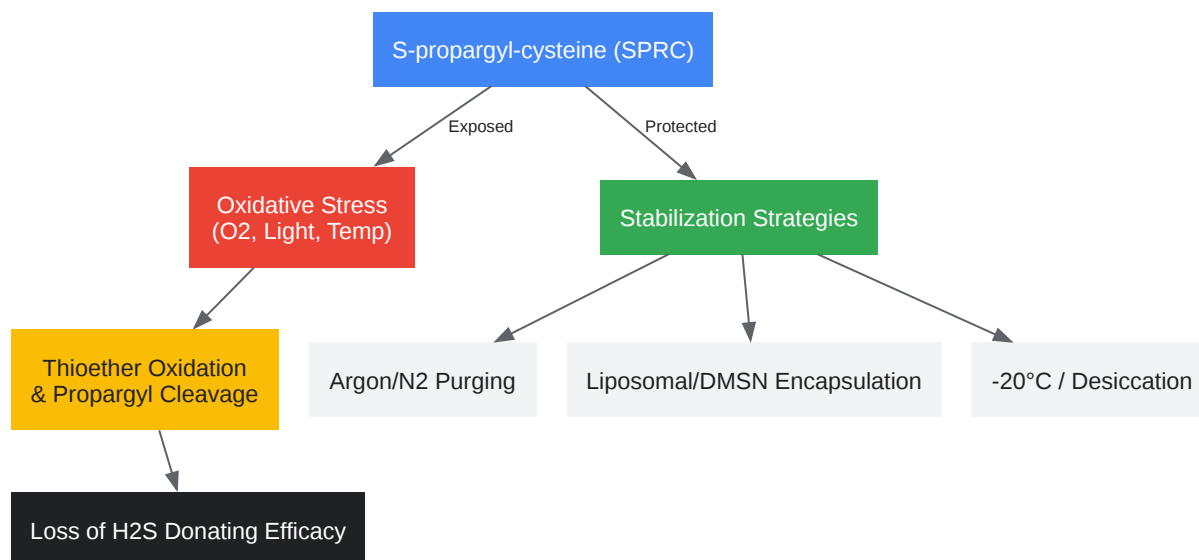 S-propargyl-cysteine (SPRC)
Exposed
Protected
Oxidative Stress
(O2, Light, Temp)
Stabilization Strategies
Thioether Oxidation
& Propargyl Cleavage
Argon/N2 Purging
Liposomal/DMSN Encapsulation
-20°C / Desiccation
Loss of H2S Donating Efficacy